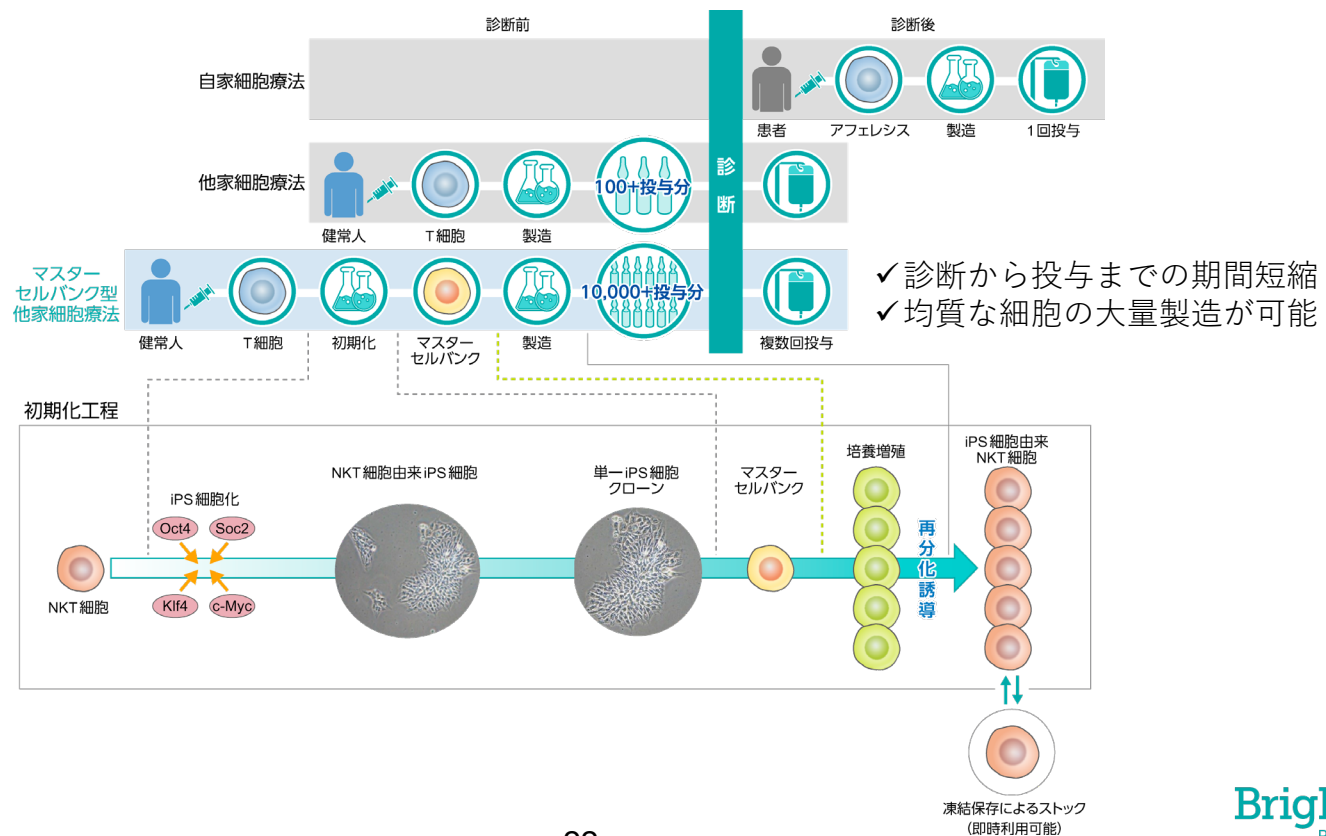 診断前
診断後
自家細胞療法
患者
アフェレシス
製造
1回投与
診
断
他家細胞療法
100+投与分
健常人
T細胞
製造
マスター
セルバンク型
他家細胞療法
10,000+投与分
健常人
T細胞
初期化
マスター
セルバンク
製造
複数回投与
✓診断から投与までの期間短縮
✓均質な細胞の大量製造が可能
初期化工程
NKT細胞
iPS細胞化
Oct4
Soc2
Klf4
c-Myc
NKT細胞由来iPS細胞
単一iPS細胞
クローン
マスター
セルバンク
培養増殖
再
分
化
誘
導
iPS細胞由来
NKT細胞
凍結保存によるストック
(即時利用可能)